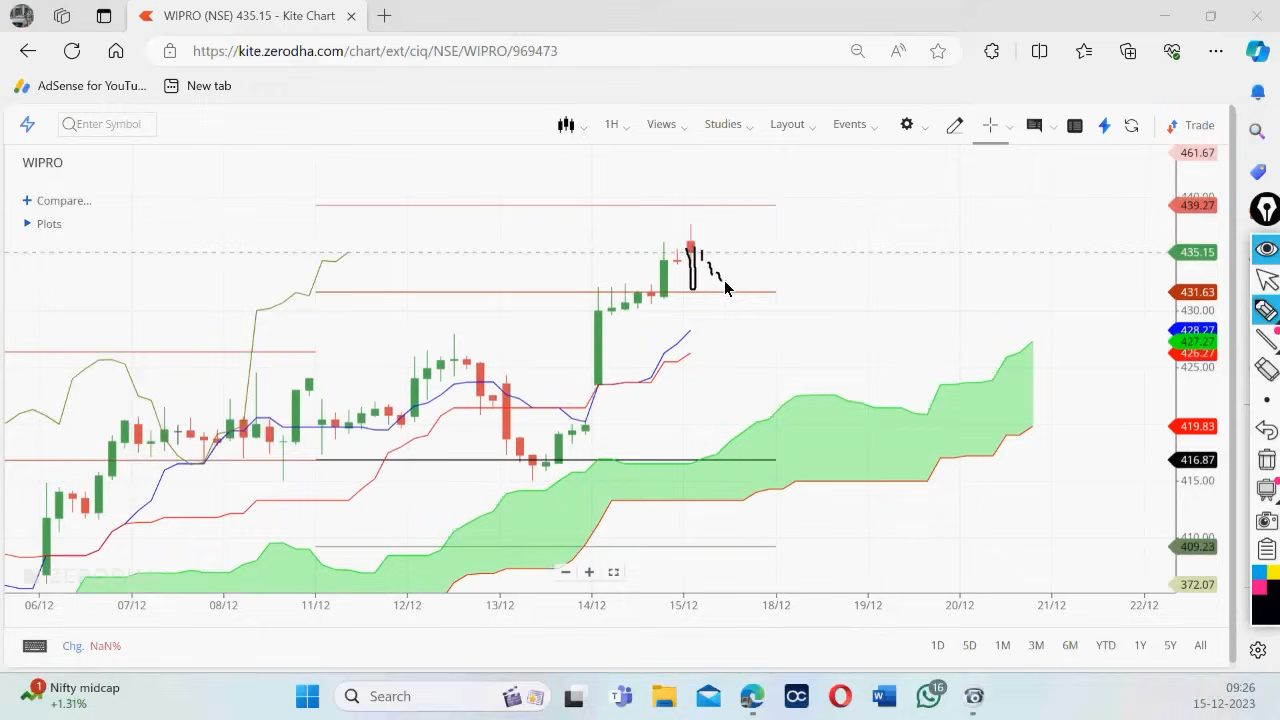 WIPRO (NSE) 435.15 - Kite Chart
https://kite.zerodha.com/chart/ext/ciq/NSE/WIPRO/969473
AdSense for YouTu...
New tab
Enter Symbol
1H
Views
Studies
Layout
Events
Trade
WIPRO
+ Compare...
Plots
461.67
439.27
435.15
431.63
430.00
428.27
427.27
426.27
425.00
419.83
416.87
415.00
409.23
372.07
06/12
07/12
08/12
11/12
12/12
13/12
14/12
15/12
18/12
19/12
20/12
21/12
22/12
Chg. NaN%
1D
5D
1M
3M
6M
YTD
1Y
5Y
All
1
Nifty midcap
+1.31%
Search
16
09:26
15-12-2023